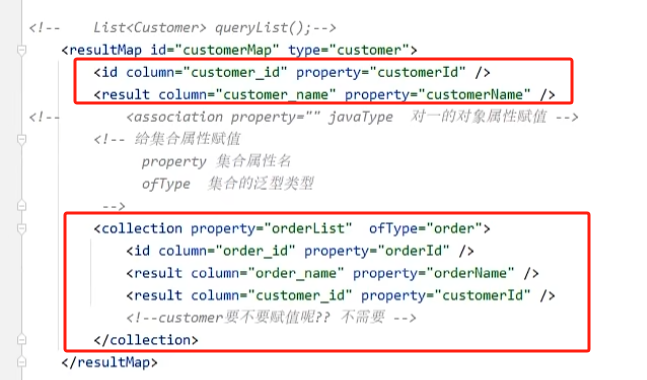 <!--    List<Customer> queryList();-->
<resultMap id="customerMap" type="customer">
<id column="customer_id" property="customerId" />
<result column="customer_name" property="customerName" />
<!--        <association property="" javaType  对一的对象属性赋值 -->
<!-- 给集合属性赋值
property 集合属性名
ofType  集合的泛型类型
-->
<collection property="orderList"  ofType="order">
<id column="order_id" property="orderId" />
<result column="order_name" property="orderName" />
<result column="customer_id" property="customerId" />
<!--customer要不要赋值呢?? 不需要 -->
</collection>
</resultMap>